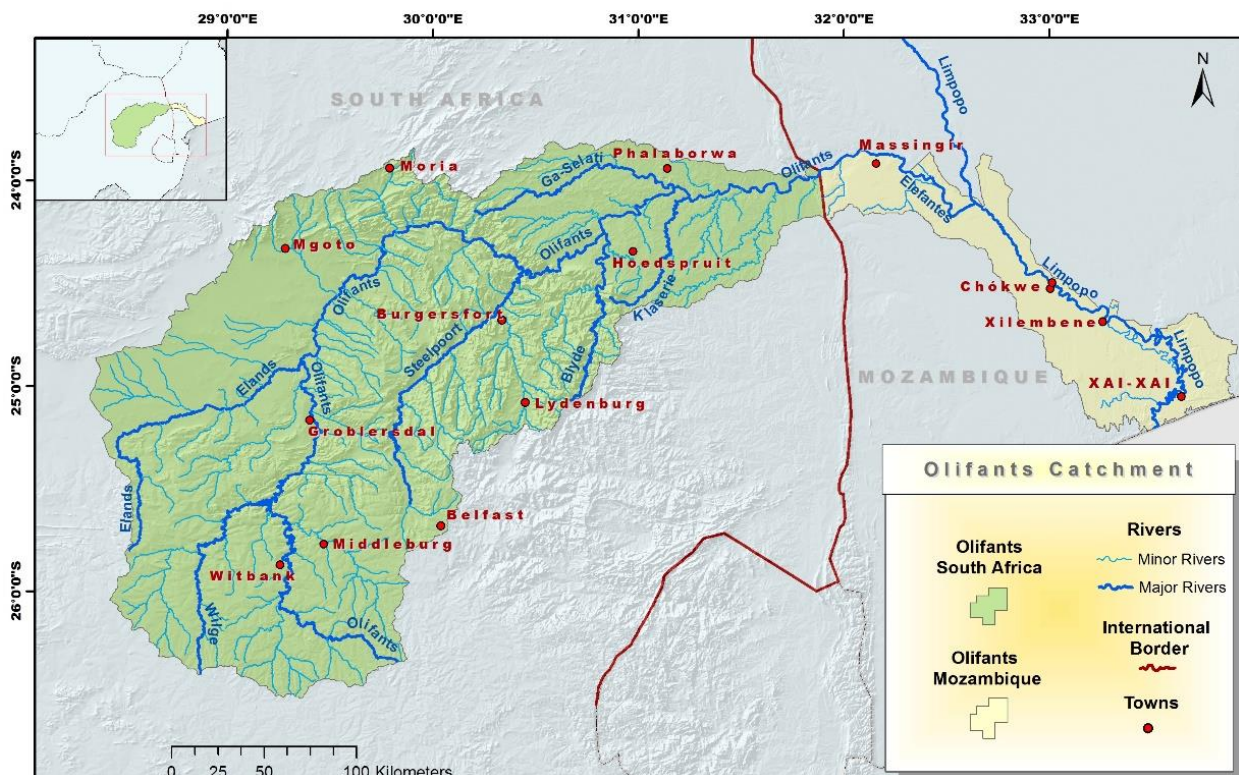 29°0'0"E 30°0'0"E 31°0'0"E 32°0'0"E 33°0'0"E
N
SOUTH AFRICA
Limpopo
Moria
Phalaborwa
Massingir
24°0'0"S
Ga-Selati
Olifants
Elefantes
Mgoto
Olifants
Hoedspruit
Olifants
Klaserie
Limpopo
Chókwe
Burgersfort
Xilembene
Steelpoort
Blyde
Limpopo
25°0'0"S
Elands
Olifants
MOZAMBIQUE
XAI-XAI
Lydenburg
Groblersdal
Elands
Belfast
Middleburg
Witbank
26°0'0"S
Wilge
Olifants
0 25 50 100 Kilometers
Olifants Catchment
Olifants
South Africa
Olifants
Mozambique
Rivers
Minor Rivers
Major Rivers
International
Border
Towns